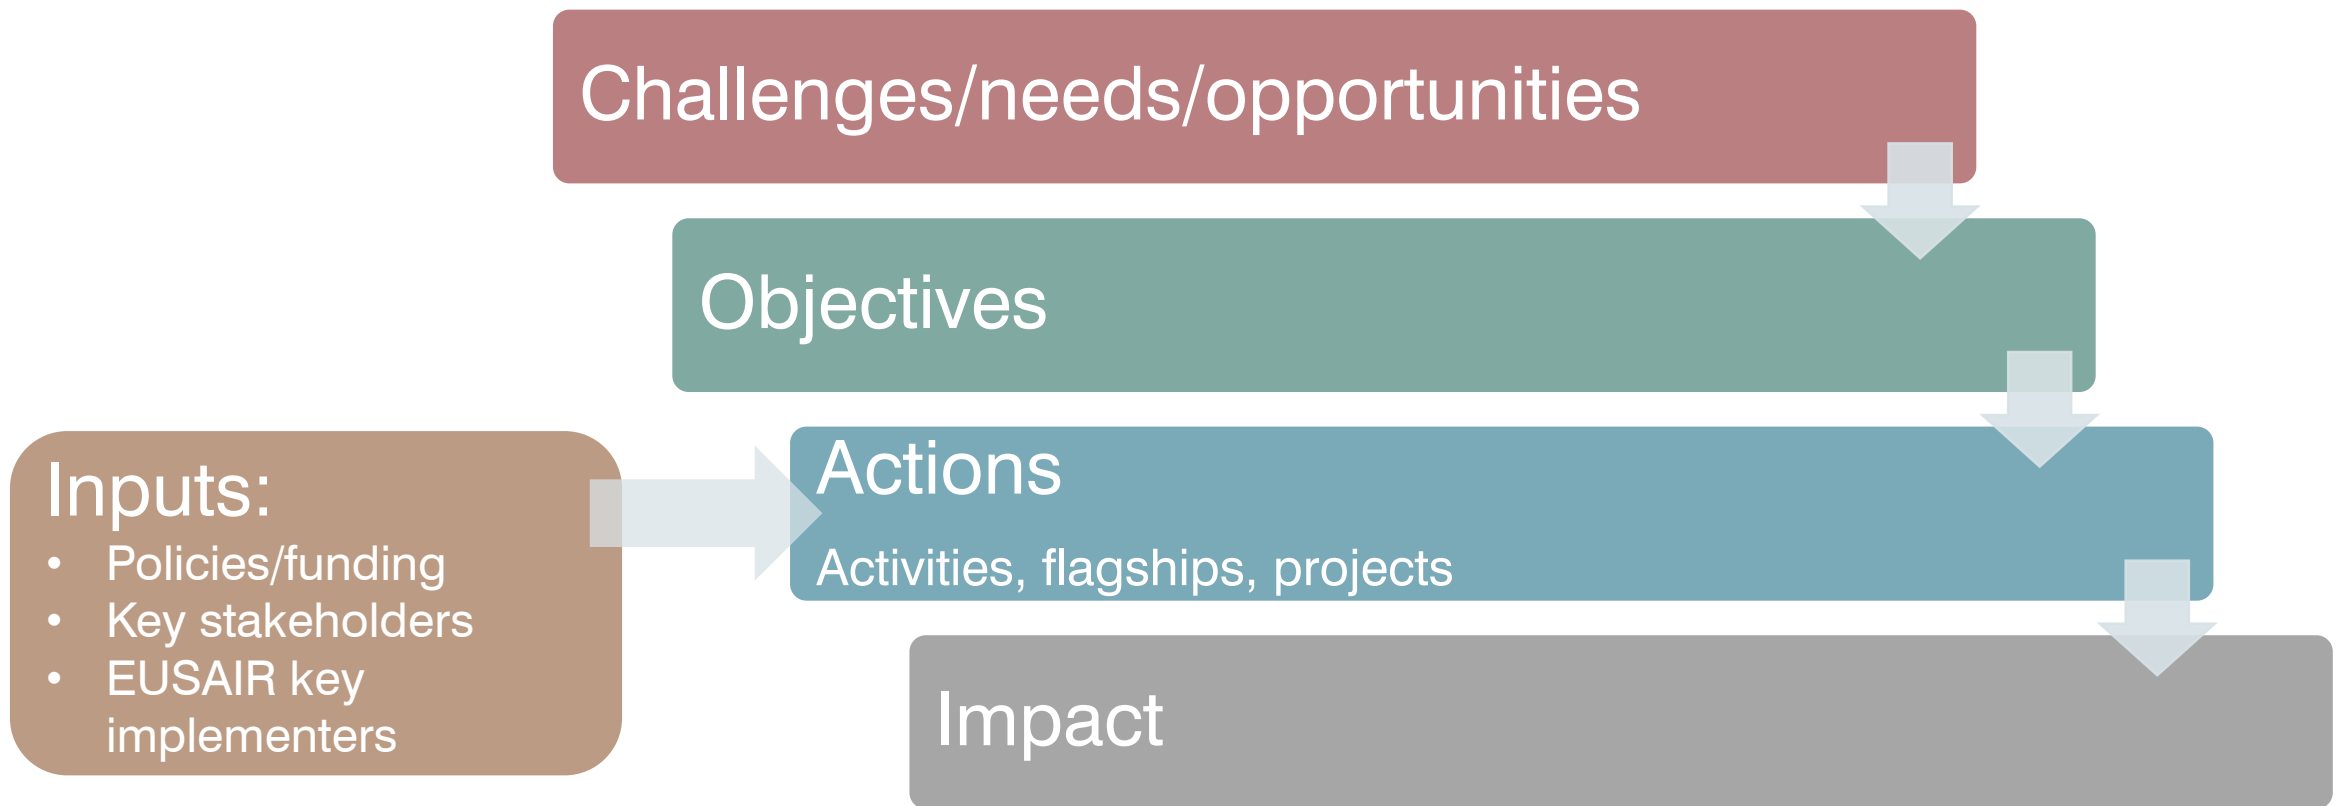 Challenges/needs/opportunities
Objectives
Actions
Activities, flagships, projects
Inputs:
• Policies/funding
• Key stakeholders
• EUSAIR key
implementers
Impact